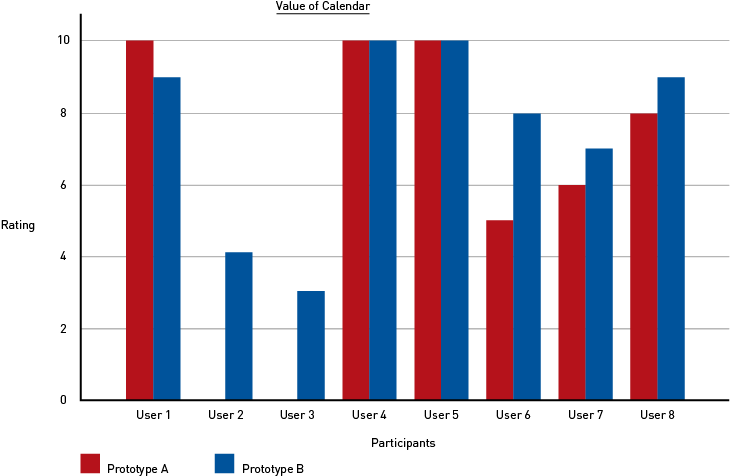 Value of Calendar
10
8
6
Rating
4
2
0
User 1 User 2 User 3 User 4 User 5 User 6 User 7 User 8
Participants
Prototype A Prototype B